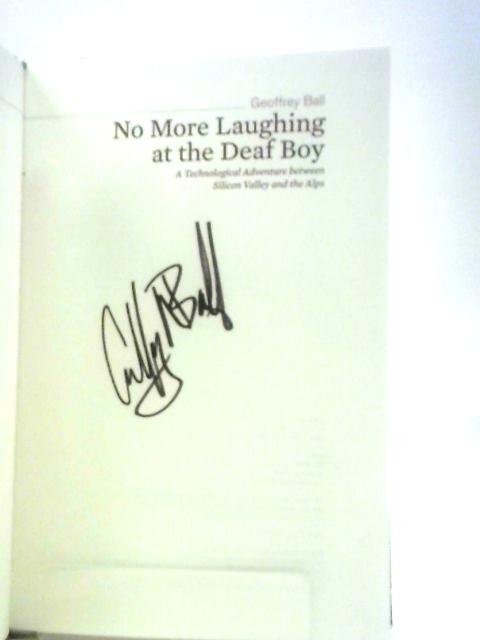 Geoffrey Ball
No More Laughing
at the Deaf Boy
A Technological Adventure between
Silicon Valley and the Alps